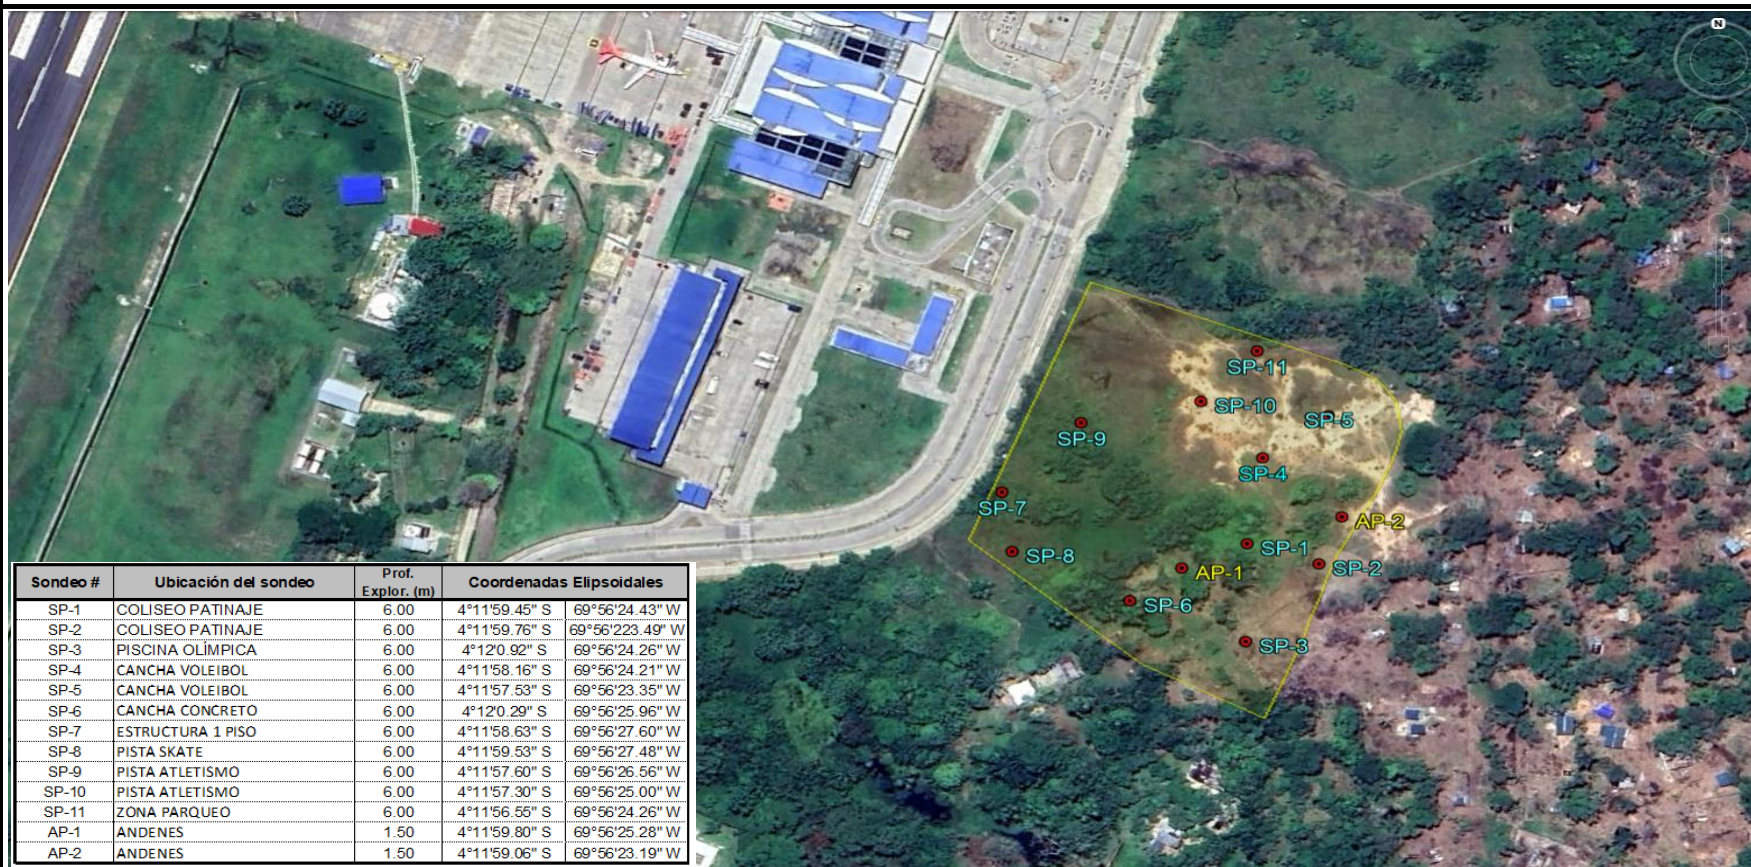 N
SP-11
SP-10
SP-5
SP-9
SP-4
SP-7
AP-2
SP-8
SP-1
AP-1
SP-2
SP-6
SP-3
Sondeo # Ubicación del sondeo Prof. Explor. (m) Coordenadas Elipsoidales
SP-1 COLISEO PATINAJE 6.00 4°11'59.45" S 69°56'24.43" W
SP-2 COLISEO PATINAJE 6.00 4°11'59.76" S 69°56'223.49" W
SP-3 PISCINA OLÍMPICA 6.00 4°12'0.92" S 69°56'24.26" W
SP-4 CANCHA VOLEIBOL 6.00 4°11'58.16" S 69°56'24.21" W
SP-5 CANCHA VOLEIBOL 6.00 4°11'57.53" S 69°56'23.35" W
SP-6 CANCHA CONCRETO 6.00 4°12'0.29" S 69°56'25.96" W
SP-7 ESTRUCTURA 1 PISO 6.00 4°11'58.63" S 69°56'27.60" W
SP-8 PISTA SKATE 6.00 4°11'59.53" S 69°56'27.48" W
SP-9 PISTA ATLETISMO 6.00 4°11'57.60" S 69°56'26.56" W
SP-10 PISTA ATLETISMO 6.00 4°11'57.30" S 69°56'25.00" W
SP-11 ZONA PARQUEO 6.00 4°11'56.55" S 69°56'24.26" W
AP-1 ANDENES 1.50 4°11'59.80" S 69°56'25.28" W
AP-2 ANDENES 1.50 4°11'59.06" S 69°56'23.19" W